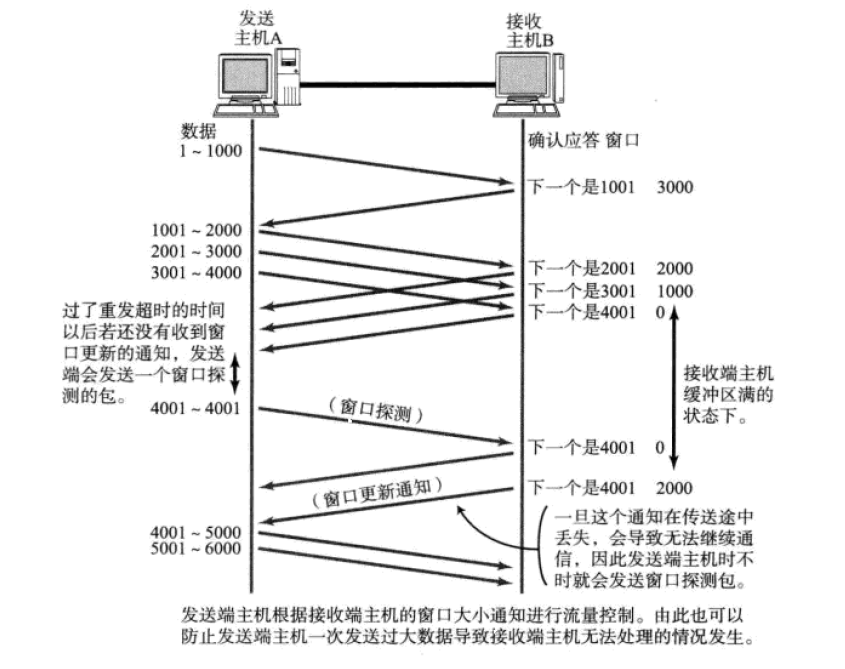 发送
主机A
接收
主机B
数据
确认应答 窗口
1~1000
下一个是1001 3000
1001~2000
2001~3000
3001~4000
下一个是2001 2000
下一个是3001 1000
下一个是4001 0
过了重发超时的时间
以后若还没有收到窗
口更新的通知，发送
端会发送一个窗口探
测的包。
接收端主机
缓冲区满的
状态下。
4001~4001
（窗口探测）
下一个是4001 0
（窗口更新通知）
下一个是4001 2000
4001~5000
5001~6000
一旦这个通知在传送途中
丢失，会导致无法继续通
信，因此发送端主机时不
时就会发送窗口探测包。
发送端主机根据接收端主机的窗口大小通知进行流量控制。由此也可以
防止发送端主机一次发送过大数据导致接收端主机无法处理的情况发生。